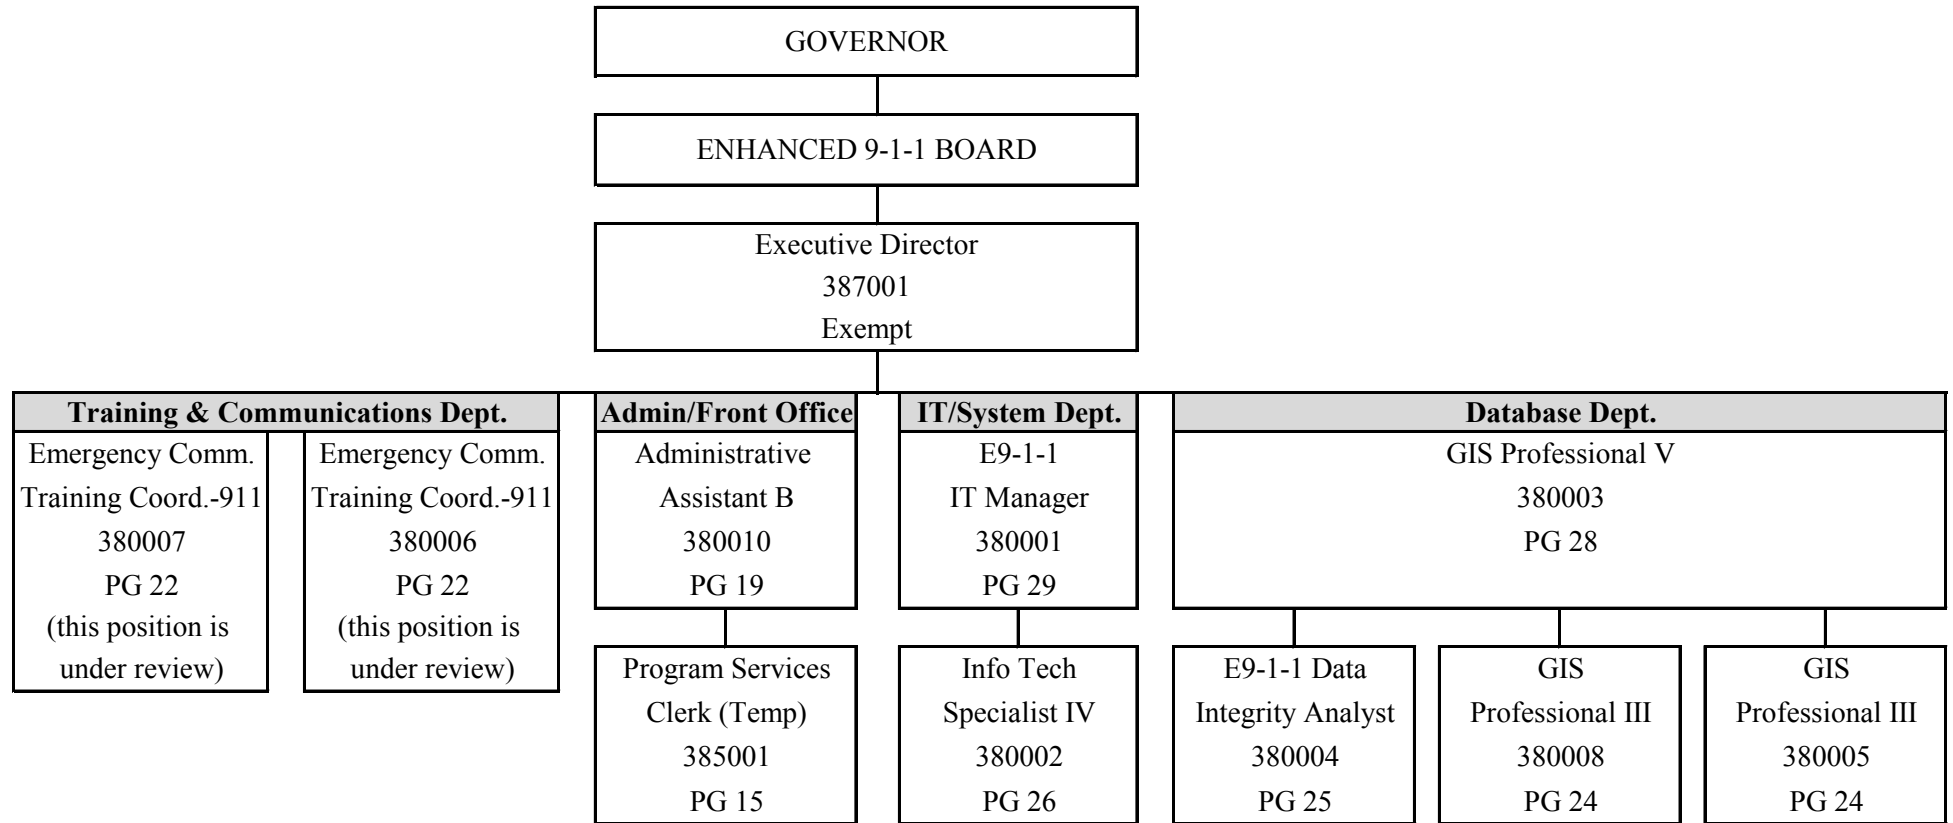 GOVERNOR
ENHANCED 9-1-1 BOARD
Executive Director
387001
Exempt
Training & Communications Dept.
Emergency Comm.
Training Coord.-911
380007
PG 22
(this position is
under review)
Emergency Comm.
Training Coord.-911
380006
PG 22
(this position is
under review)
Admin/Front Office
Administrative
Assistant B
380010
PG 19
Program Services
Clerk (Temp)
385001
PG 15
IT/System Dept.
E9-1-1
IT Manager
380001
PG 29
Info Tech
Specialist IV
380002
PG 26
Database Dept.
GIS Professional V
380003
PG 28
E9-1-1 Data
Integrity Analyst
380004
PG 25
GIS
Professional III
380008
PG 24
GIS
Professional III
380005
PG 24